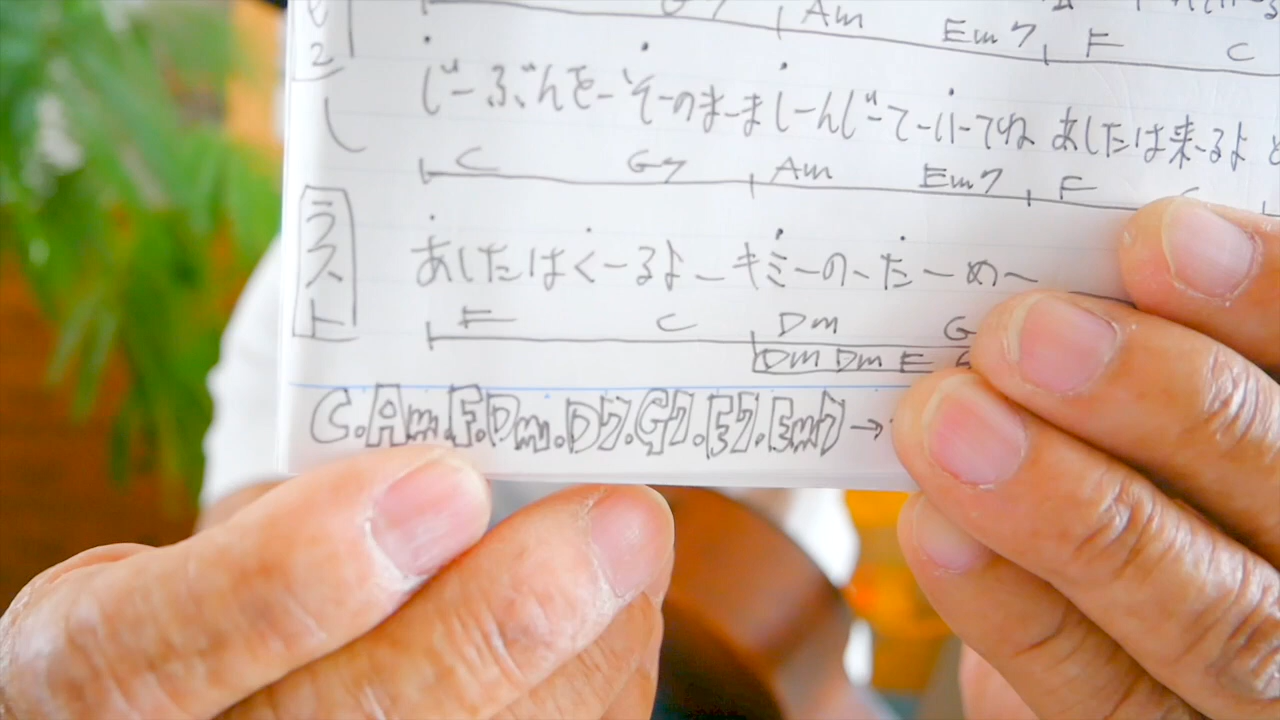 G7 Am Em7 F C
じーぶんをーそーのまーましーんじーてーいーてね あしたは来ーるよ
C G7 Am Em7 F
ラスト
あしたはくーるよーキミーのーたーめ〜
F C Dm G
Dm Dm F
C.Am.F.Dm.D7.G7.E7.Em7→